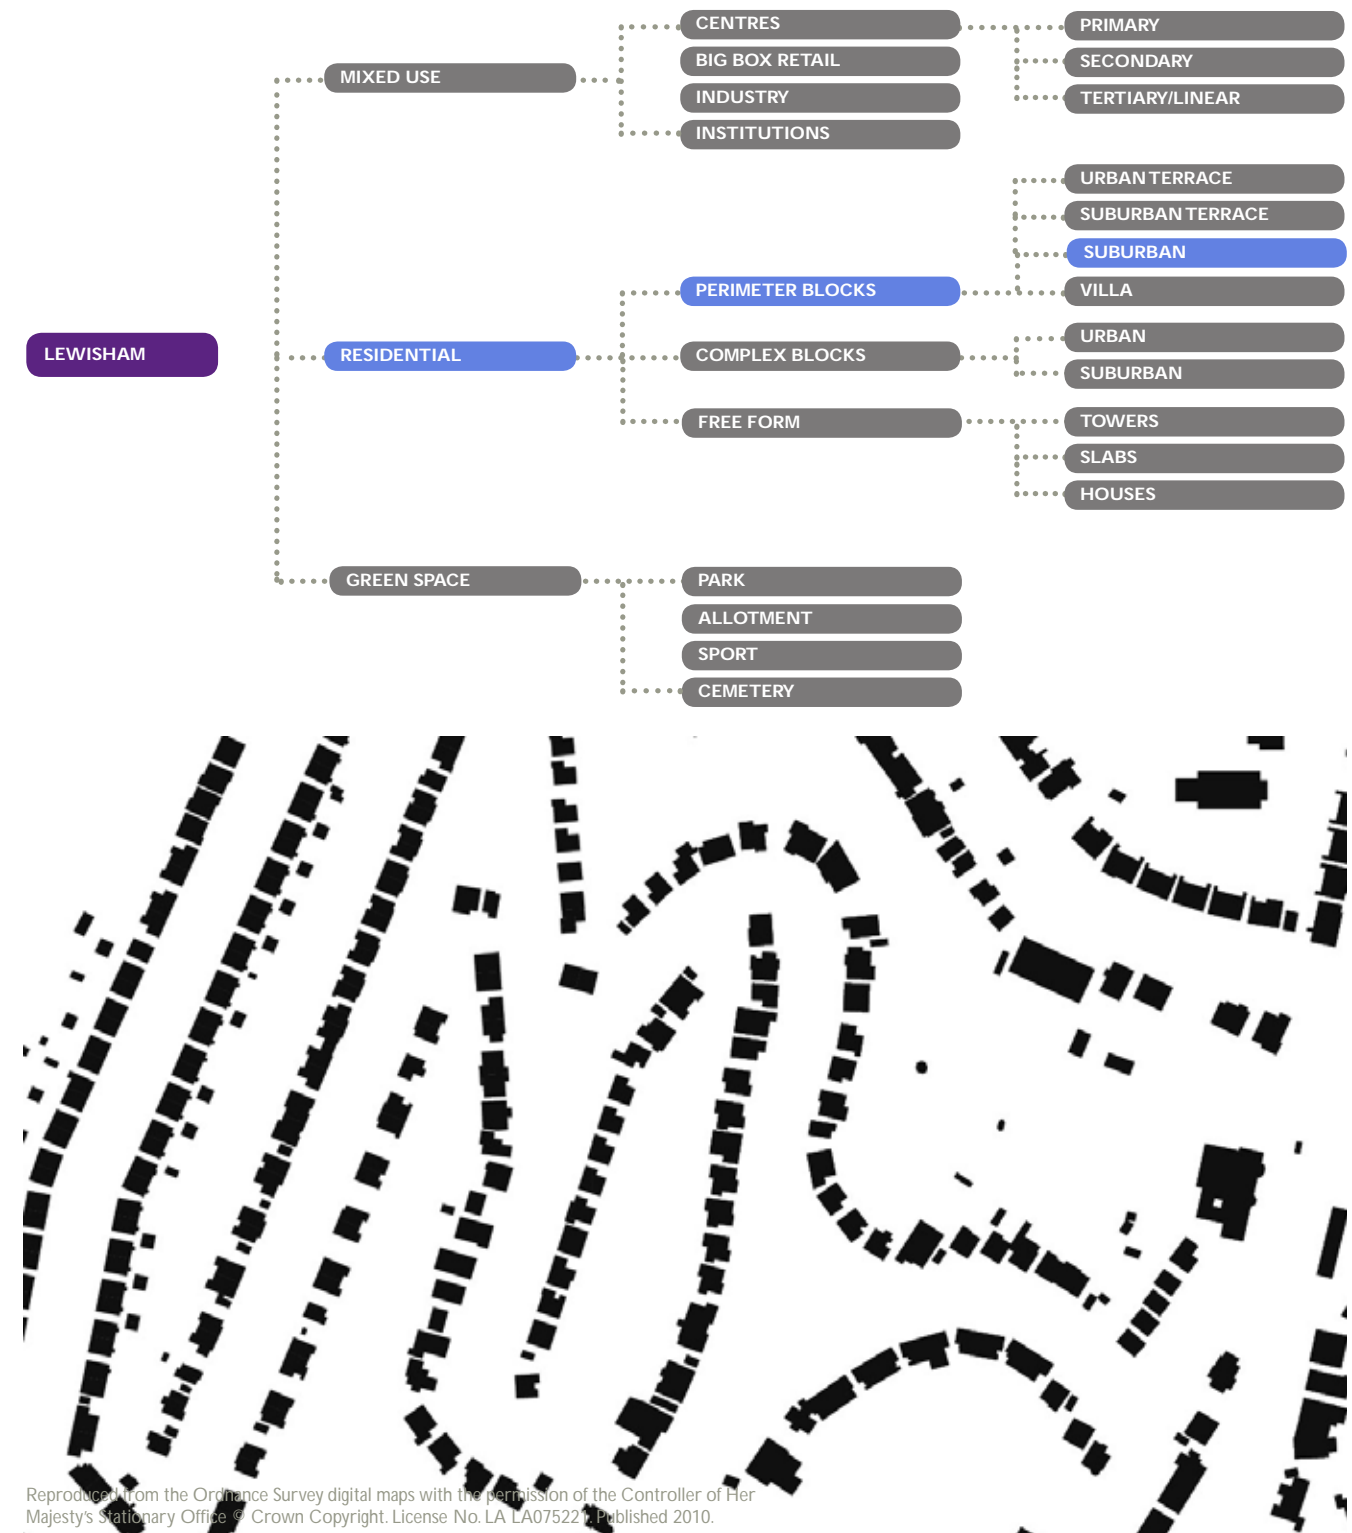 LEWISHAM
MIXED USE
CENTRES
PRIMARY
SECONDARY
TERTIARY/LINEAR
BIG BOX RETAIL
INDUSTRY
INSTITUTIONS
RESIDENTIAL
PERIMETER BLOCKS
URBAN TERRACE
SUBURBAN TERRACE
SUBURBAN
VILLA
COMPLEX BLOCKS
URBAN
SUBURBAN
FREE FORM
TOWERS
SLABS
HOUSES
GREEN SPACE
PARK
ALLOTMENT
SPORT
CEMETERY
Reproduced from the Ordnance Survey digital maps with the permission of the Controller of Her
Majesty's Stationary Office © Crown Copyright. License No. LA LA075221. Published 2010.